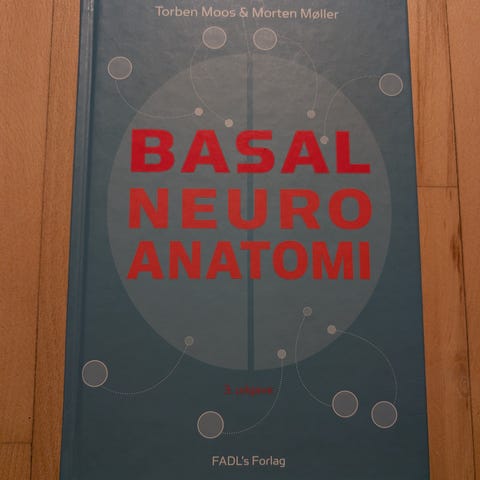 Torben Moos & Morten Møller
BASAL
NEURO
ANATOMI
udgave
FADL's Forlag